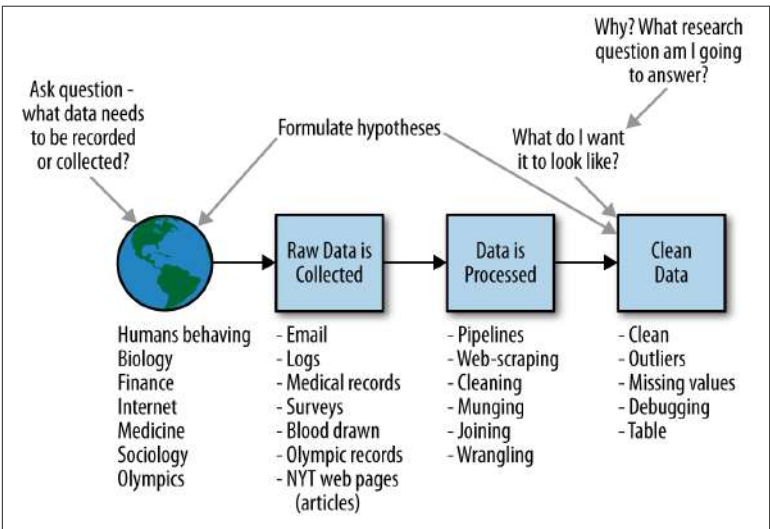 Why? What research
question am I going
to answer?
Ask question -
what data needs
to be recorded
or collected?
Formulate hypotheses
What do I want
it to look like?
Raw Data is
Collected
Data is
Processed
Clean
Data
Humans behaving
Biology
Finance
Internet
Medicine
Sociology
Olympics
- Email
- Logs
- Medical records
- Surveys
- Blood drawn
- Olympic records
- NYT web pages
(articles)
- Pipelines
- Web-scraping
- Cleaning
- Munging
- Joining
- Wrangling
- Clean
- Outliers
- Missing values
- Debugging
- Table